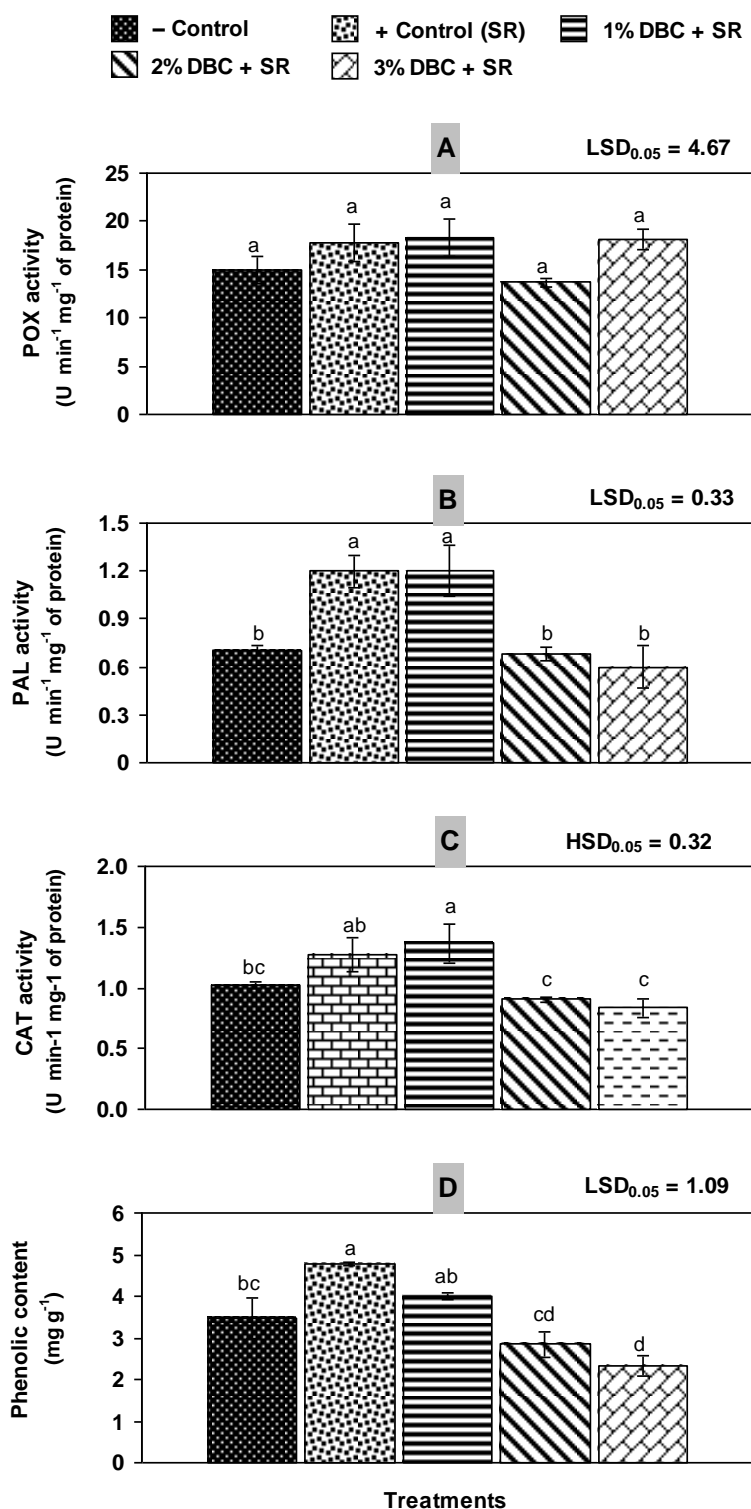 – Control + Control (SR) 1% DBC + SR
2% DBC + SR 3% DBC + SR
A LSD0.05 = 4.67
25
20
15
10
5
0
POX activity
(U min-1 mg-1 of protein)
a a a a a
B LSD0.05 = 0.33
1.5
1.2
0.9
0.6
0.3
0
PAL activity
(U min-1 mg-1 of protein)
b a a b b
C HSD0.05 = 0.32
2.0
1.5
1.0
0.5
0.0
CAT activity
(U min-1 mg-1 of protein)
bc ab a c c
D LSD0.05 = 1.09
6
5
4
3
2
1
0
Phenolic content
(mg g-1)
bc a ab cd d
Treatments